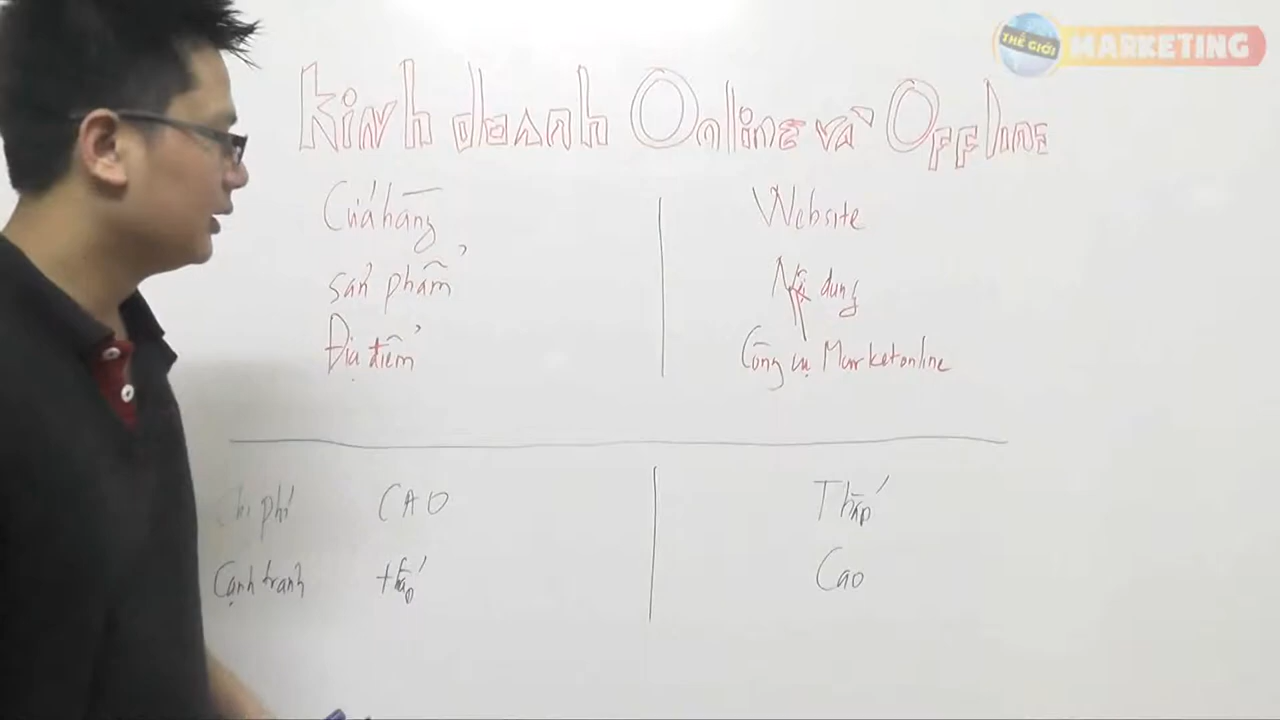 THẾ GIỚI MARKETING
Kinh doanh Online và Offline
Cửa hàng
Website
sản phẩm
Nội dung
Địa điểm
Công cụ Marketonline
Chi phí CAO
Thấp
Cạnh tranh thấp
Cao